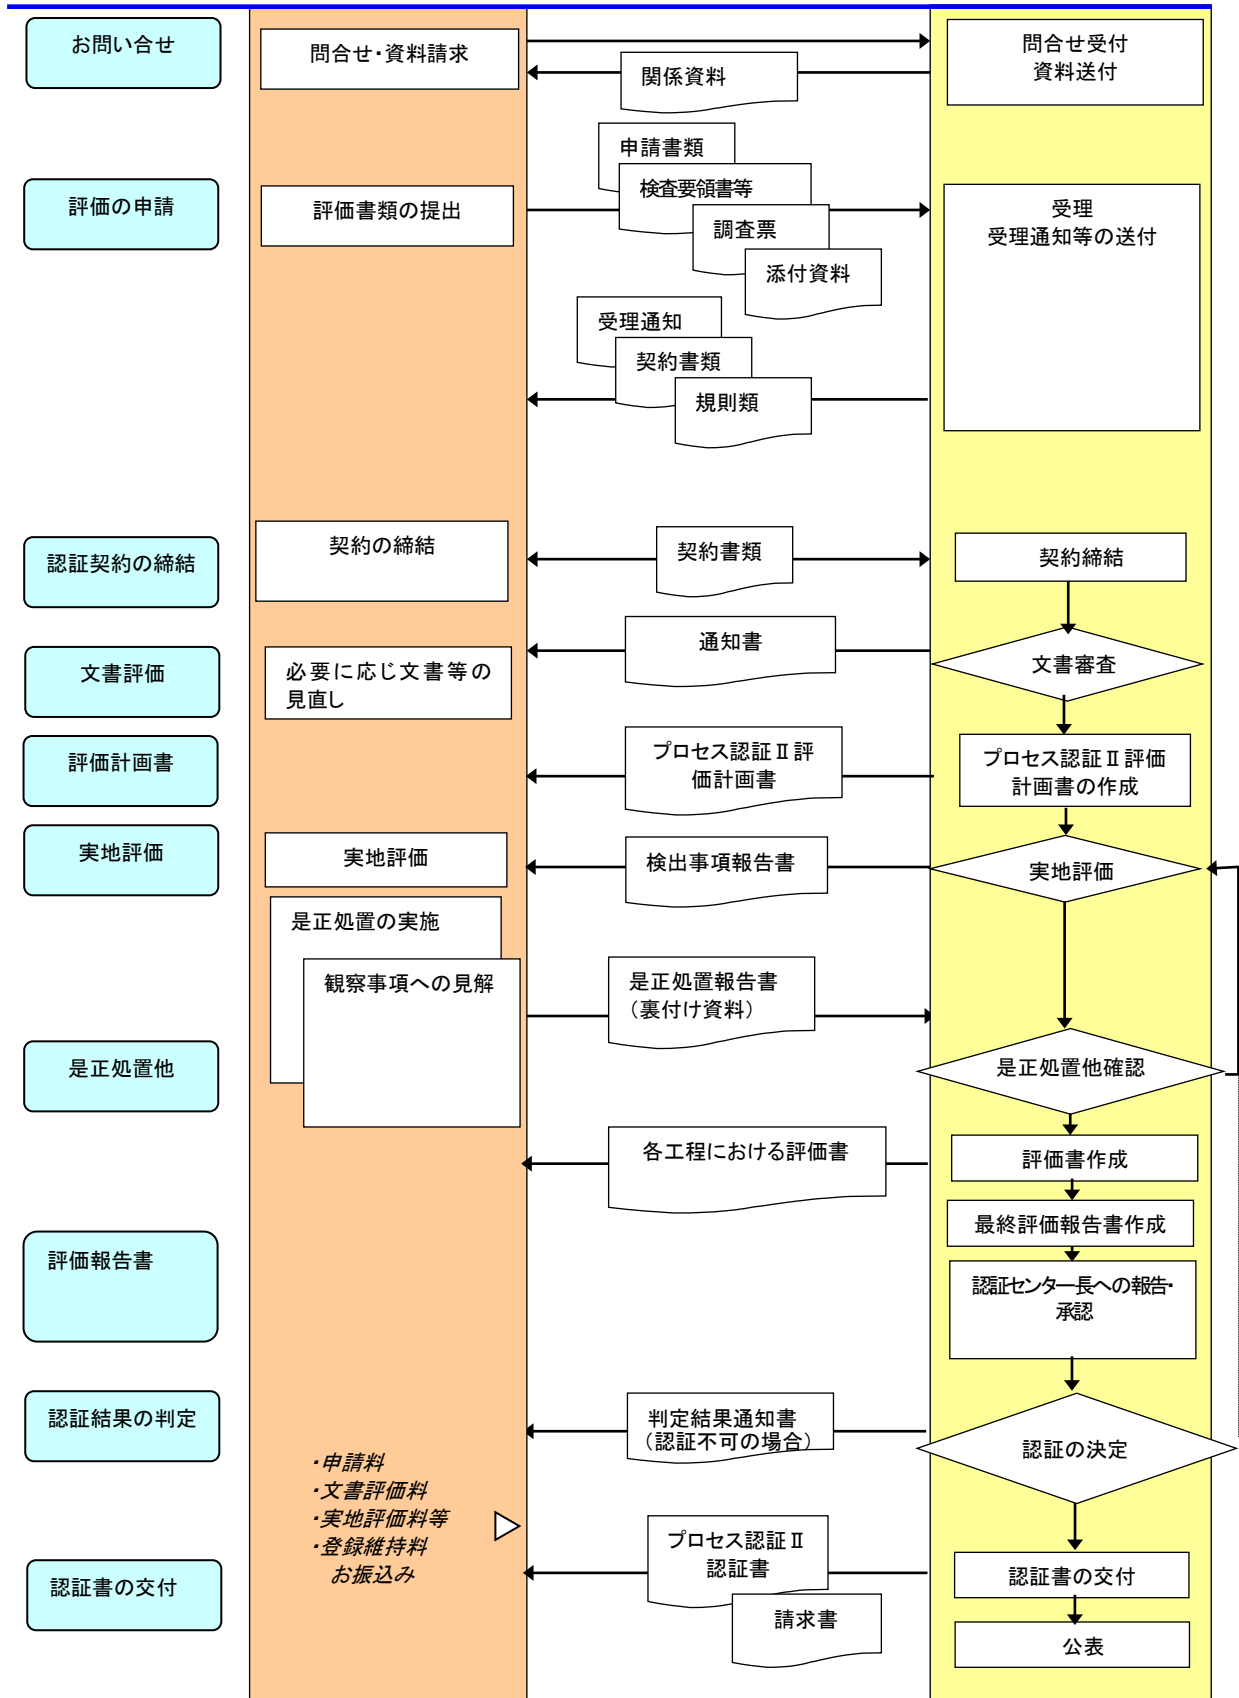 お問い合せ
問合せ・資料請求
問合せ受付
資料送付
関係資料
申請書類
検査要領書等
調査票
添付資料
評価の申請
評価書類の提出
受理
受理通知等の送付
受理通知
契約書類
規則類
認証契約の締結
契約の締結
契約書類
契約締結
通知書
文書評価
必要に応じ文書等の
見直し
文書審査
評価計画書
プロセス認証Ⅱ評
価計画書
プロセス認証Ⅱ評価
計画書の作成
実地評価
実地評価
検出事項報告書
実地評価
是正処置の実施
観察事項への見解
是正処置報告書
(裏付け資料)
是正処置他
是正処置他確認
各工程における評価書
評価書作成
最終評価報告書作成
評価報告書
認証センター長への報告・
承認
認証結果の判定
判定結果通知書
(認証不可の場合)
認証の決定
・申請料
・文書評価料
・実地評価料等
・登録維持料
お振込み
プロセス認証Ⅱ
認証書
請求書
認証書の交付
認証書の交付
公表